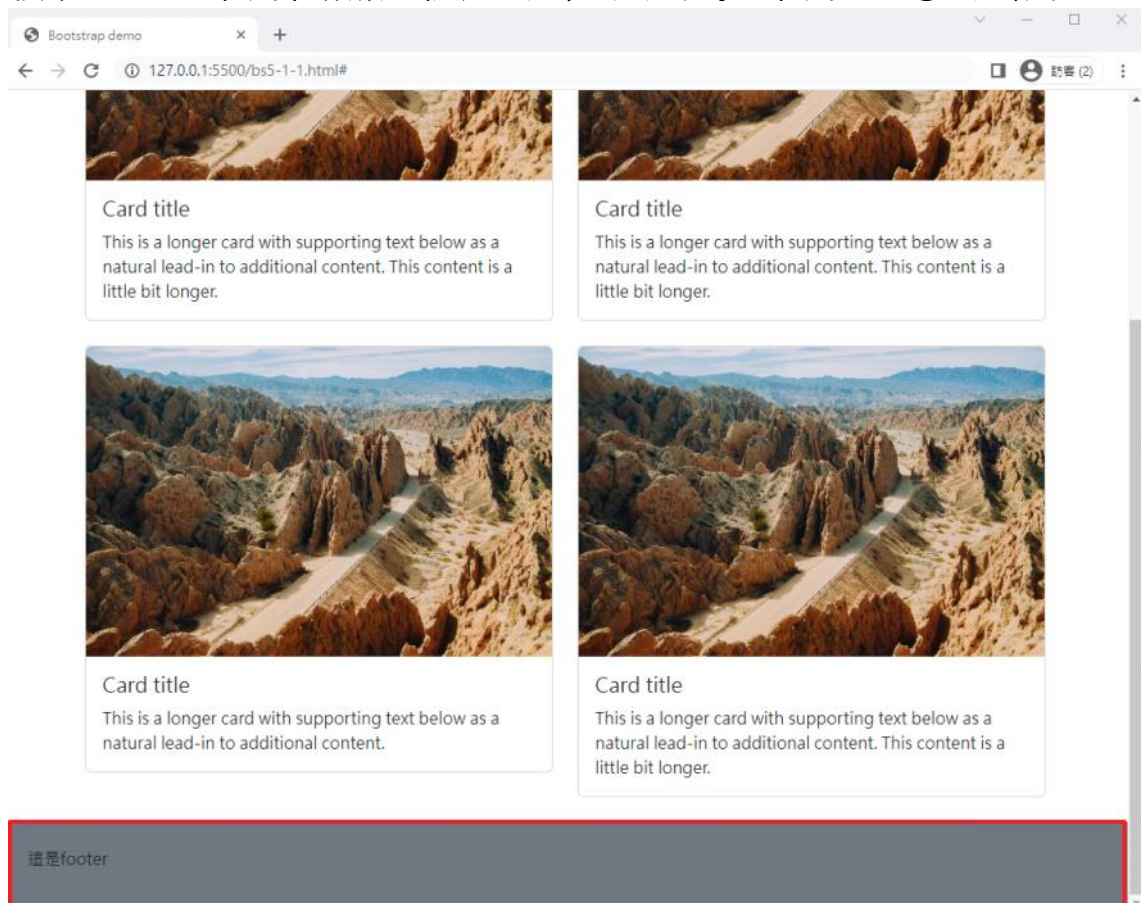 Bootstrap demo
127.0.0.1:5500/bs5-1-1.html#
訪客 (2)
Card title
This is a longer card with supporting text below as a
natural lead-in to additional content. This content is a
little bit longer.
Card title
This is a longer card with supporting text below as a
natural lead-in to additional content. This content is a
little bit longer.
Card title
This is a longer card with supporting text below as a
natural lead-in to additional content.
Card title
This is a longer card with supporting text below as a
natural lead-in to additional content. This content is a
little bit longer.
這是footer